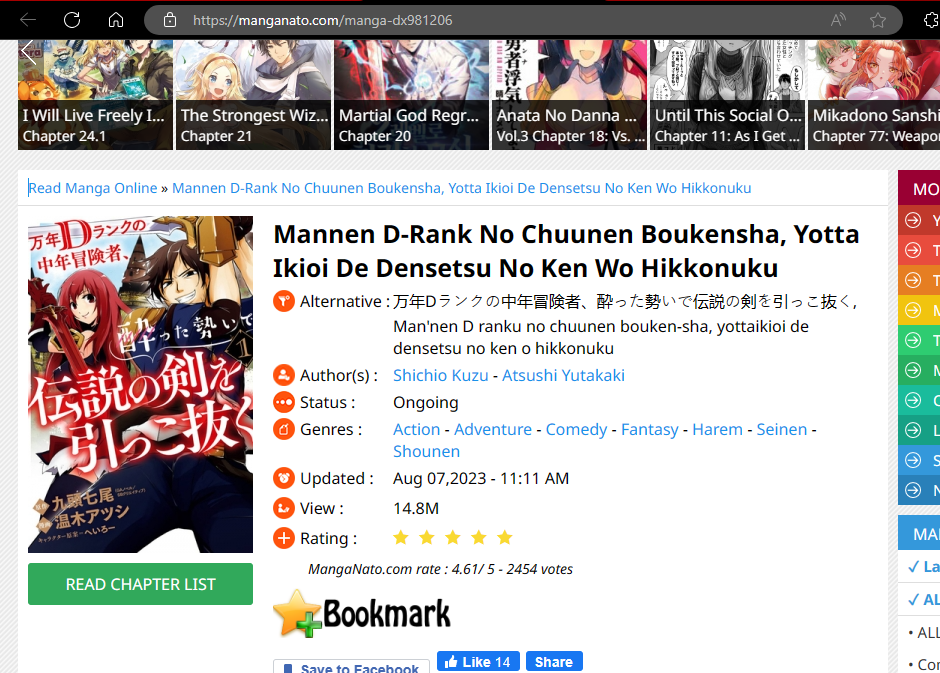 https://manganato.com/manga-dx981206
I Will Live Freely I...
Chapter 24.1
The Strongest Wiz...
Chapter 21
Martial God Regr...
Chapter 20
Anata No Danna ...
Vol.3 Chapter 18: Vs. ...
Until This Social O...
Chapter 11: As I Get ...
Mikadono Sanshi
Chapter 77: Weapo
Read Manga Online » Mannen D-Rank No Chuunen Boukensha, Yotta Ikioi De Densetsu No Ken Wo Hikkonuku
万年Dランクの
中年冒険者、
酔った勢いで
伝説の剣を
引っこ抜く
1
九頭七尾
温木アツシ
キャラクター原案=へいろー
READ CHAPTER LIST
Mannen D-Rank No Chuunen Boukensha, Yotta
Ikioi De Densetsu No Ken Wo Hikkonuku
Alternative : 万年Dランクの中年冒険者、酔った勢いで伝説の剣を引っこ抜く,
Man'nen D ranku no chuunen bouken-sha, yottaikioi de
densetsu no ken o hikkonuku
Author(s) : Shichio Kuzu - Atsushi Yutakaki
Status : Ongoing
Genres : Action - Adventure - Comedy - Fantasy - Harem - Seinen -
Shounen
Updated : Aug 07,2023 - 11:11 AM
View : 14.8M
Rating :
MangaNato.com rate : 4.61/ 5 - 2454 votes
Bookmark
Save to Facebook
Like 14
Share
MO
Y
T
T
M
T
M
C
L
S
N
MA
✓ La
✓ AL
• ALL
• Con